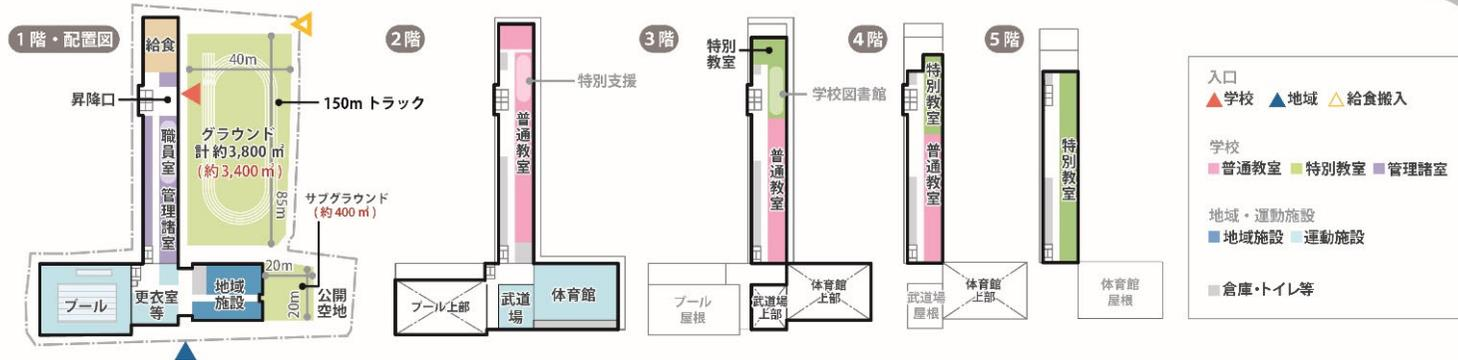 1階・配置図
給食
40m
昇降口
150m トラック
グラウンド
計 約3,800 ㎡
(約3,400㎡)
職員室
管理諸室
85m
サブグラウンド
(約400㎡)
20m
20m
プール
更衣室
等
地域
施設
公開
空地
2階
特別支援
普通教室
プール上部
武道
場
体育館
3階
特別
教室
学校図書館
普通教室
プール
屋根
武道場
上部
体育館
上部
4階
特別教室
普通教室
武道場
屋根
体育館
上部
5階
特別教室
体育館
屋根
入口
学校 地域 給食搬入
学校
普通教室 特別教室 管理諸室
地域・運動施設
地域施設 運動施設
倉庫・トイレ等